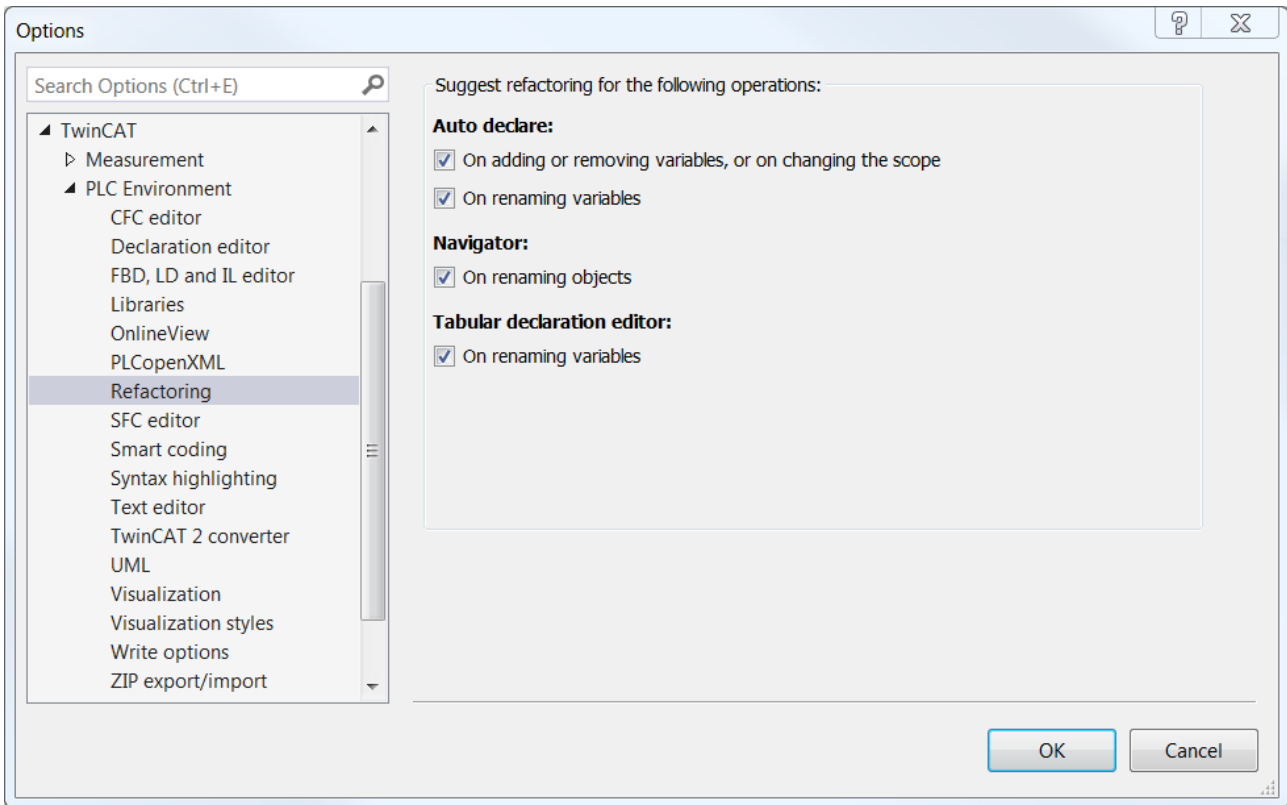 Options
Search Options (Ctrl+E)
TwinCAT
Measurement
PLC Environment
CFC editor
Declaration editor
FBD, LD and IL editor
Libraries
OnlineView
PLCopenXML
Refactoring
SFC editor
Smart coding
Syntax highlighting
Text editor
TwinCAT 2 converter
UML
Visualization
Visualization styles
Write options
ZIP export/import
Suggest refactoring for the following operations:
Auto declare:
On adding or removing variables, or on changing the scope
On renaming variables
Navigator:
On renaming objects
Tabular declaration editor:
On renaming variables
OK
Cancel